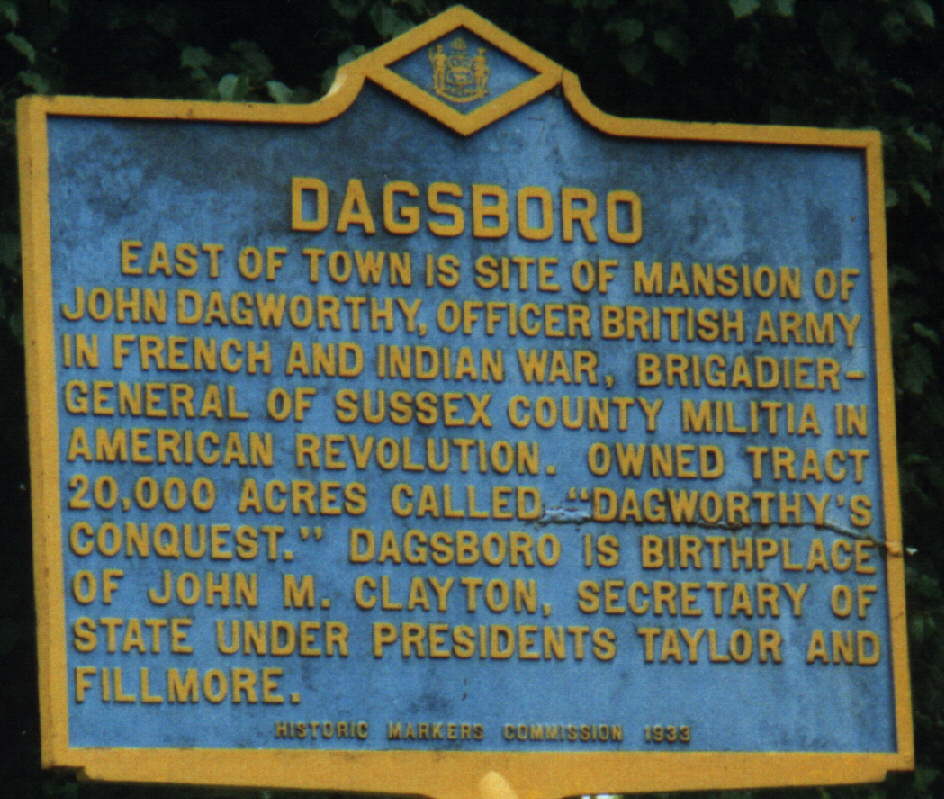 DAGSBORO
EAST OF TOWN IS SITE OF MANSION OF
JOHN DAGWORTHY, OFFICER BRITISH ARMY
IN FRENCH AND INDIAN WAR, BRIGADIER-
GENERAL OF SUSSEX COUNTY MILITIA IN
AMERICAN REVOLUTION. OWNED TRACT
20,000 ACRES CALLED "DAGWORTHY'S
CONQUEST." DAGSBORO IS BIRTHPLACE
OF JOHN M. CLAYTON, SECRETARY OF
STATE UNDER PRESIDENTS TAYLOR AND
FILLMORE.
HISTORIC MARKERS COMMISSION 1933